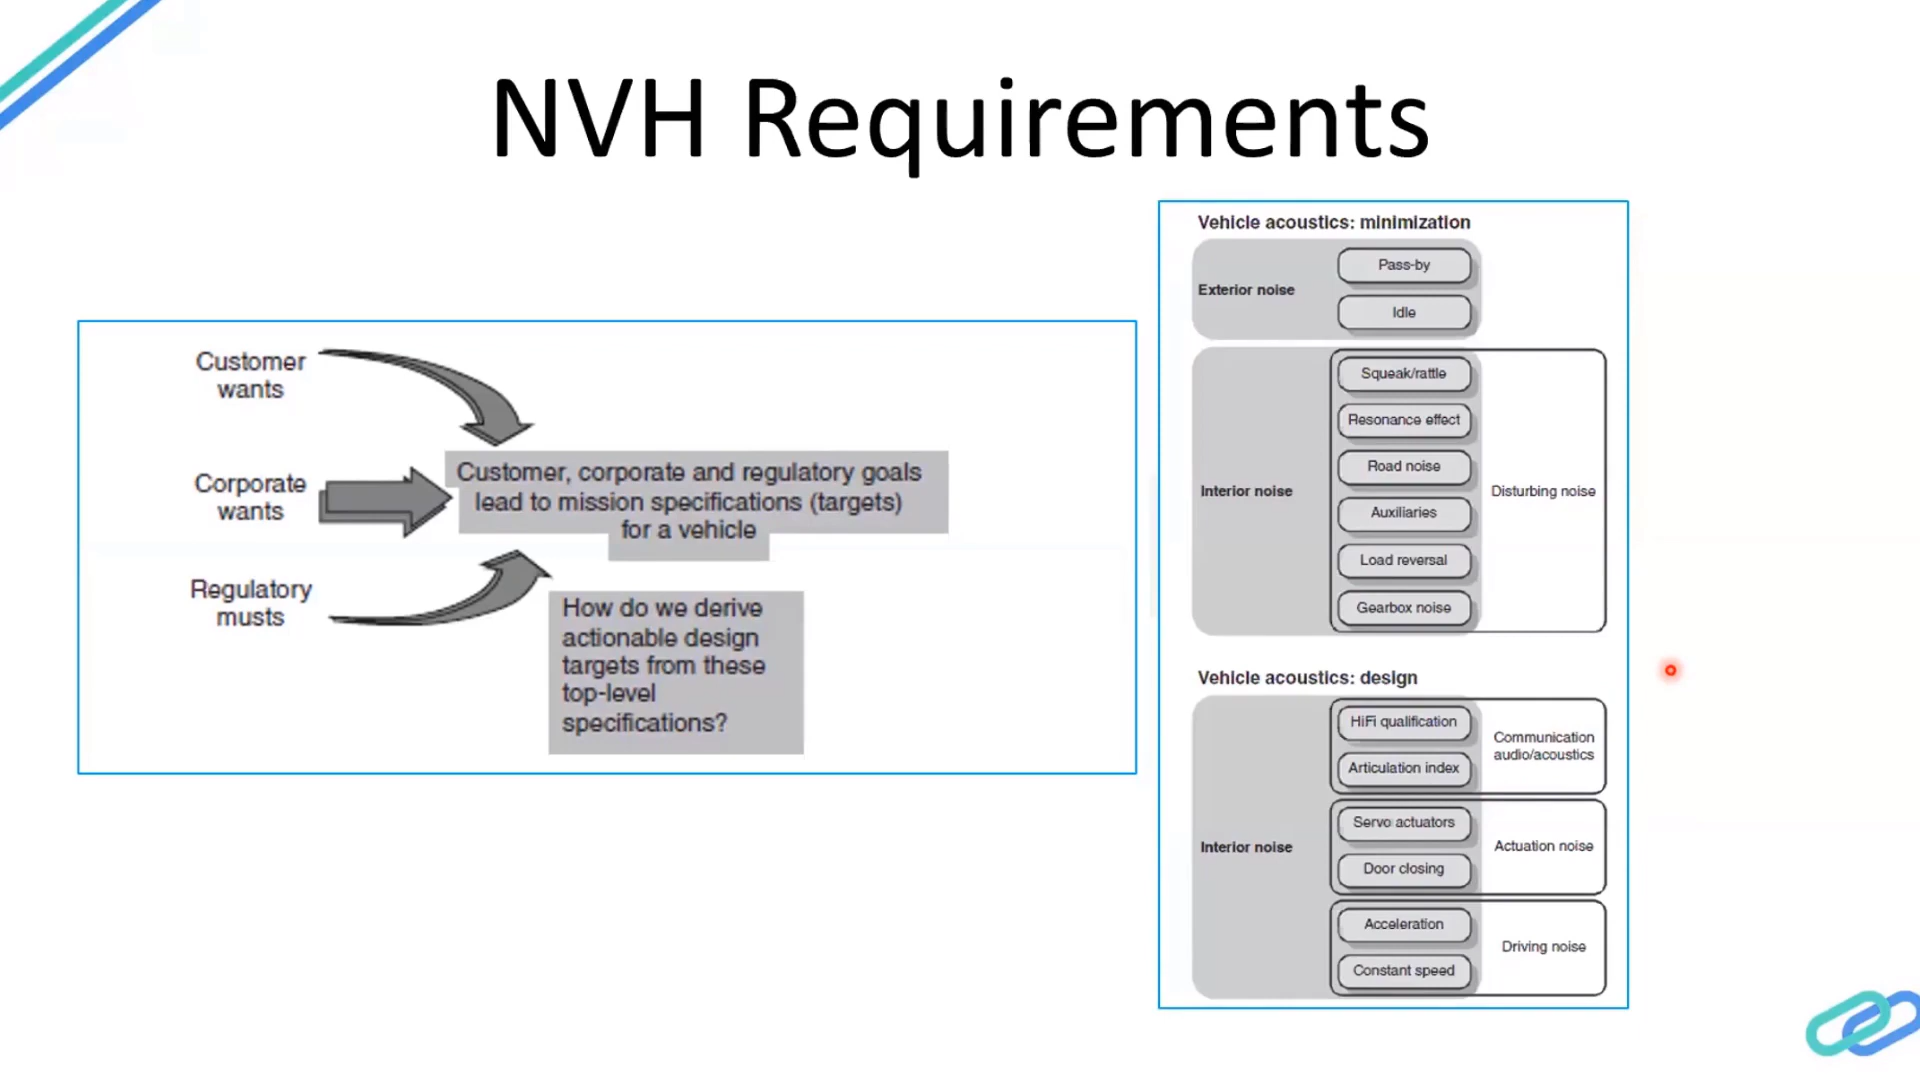 NVH Requirements
Customer
wants
Corporate
wants
Regulatory
musts
Customer, corporate and regulatory goals
lead to mission specifications (targets)
for a vehicle
How do we derive
actionable design
targets from these
top-level
specifications?
Vehicle acoustics: minimization
Exterior noise
Pass-by
Idle
Interior noise
Squeak/rattle
Resonance effect
Road noise
Auxiliaries
Load reversal
Gearbox noise
Disturbing noise
Vehicle acoustics: design
Interior noise
HiFi qualification
Articulation index
Communication
audio/acoustics
Servo actuators
Door closing
Actuation noise
Acceleration
Constant speed
Driving noise